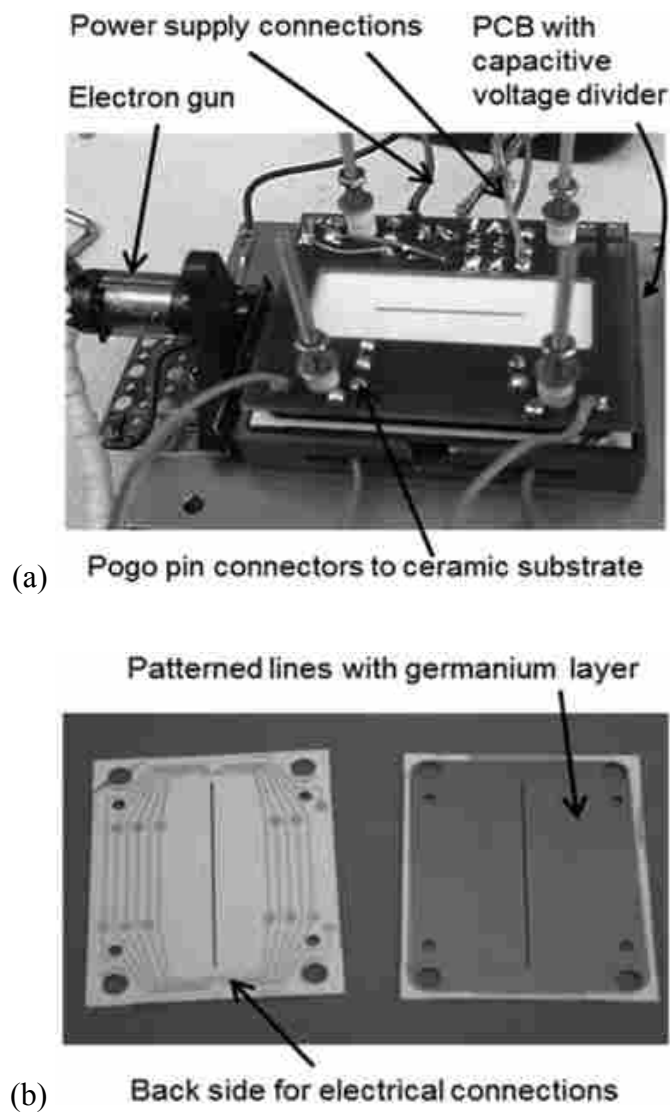 Power supply connections
PCB with
capacitive
voltage divider
Electron gun
(a)
Pogo pin connectors to ceramic substrate
Patterned lines with germanium layer
(b)
Back side for electrical connections